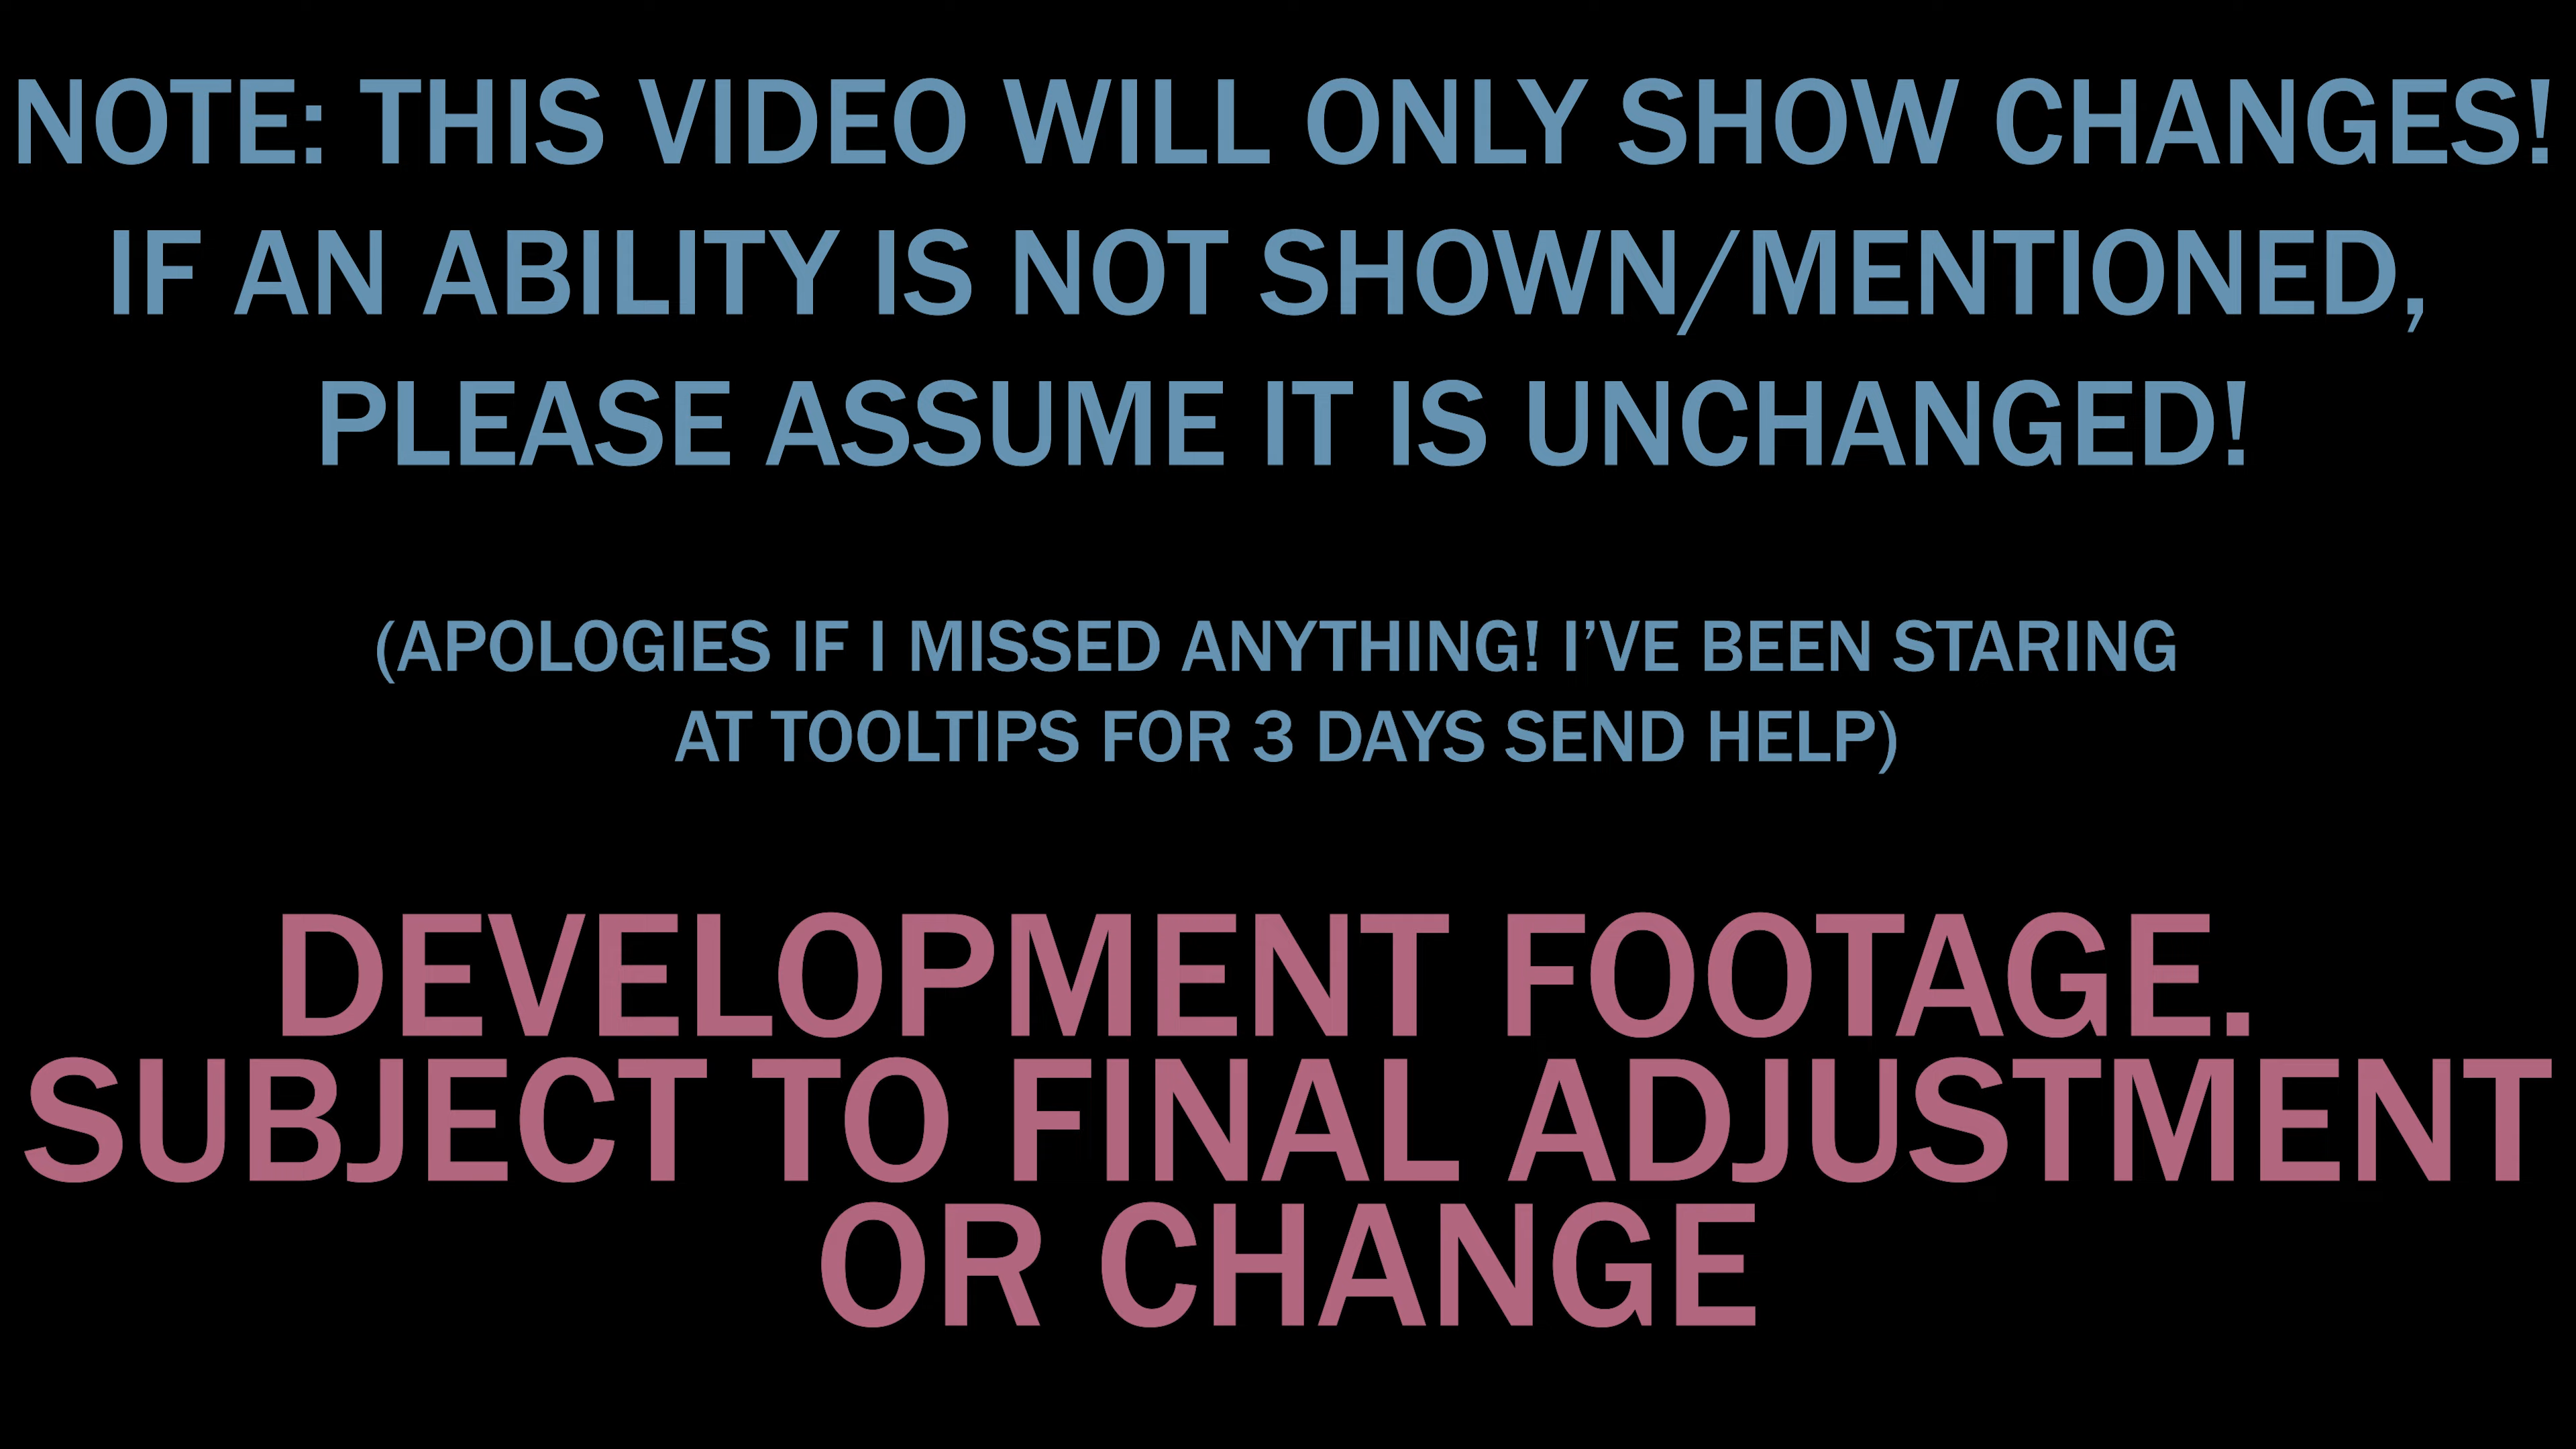 NOTE: THIS VIDEO WILL ONLY SHOW CHANGES!
IF AN ABILITY IS NOT SHOWN/MENTIONED,
PLEASE ASSUME IT IS UNCHANGED!
(APOLOGIES IF I MISSED ANYTHING! I’VE BEEN STARING
AT TOOLTIPS FOR 3 DAYS SEND HELP)
DEVELOPMENT FOOTAGE.
SUBJECT TO FINAL ADJUSTMENT
OR CHANGE